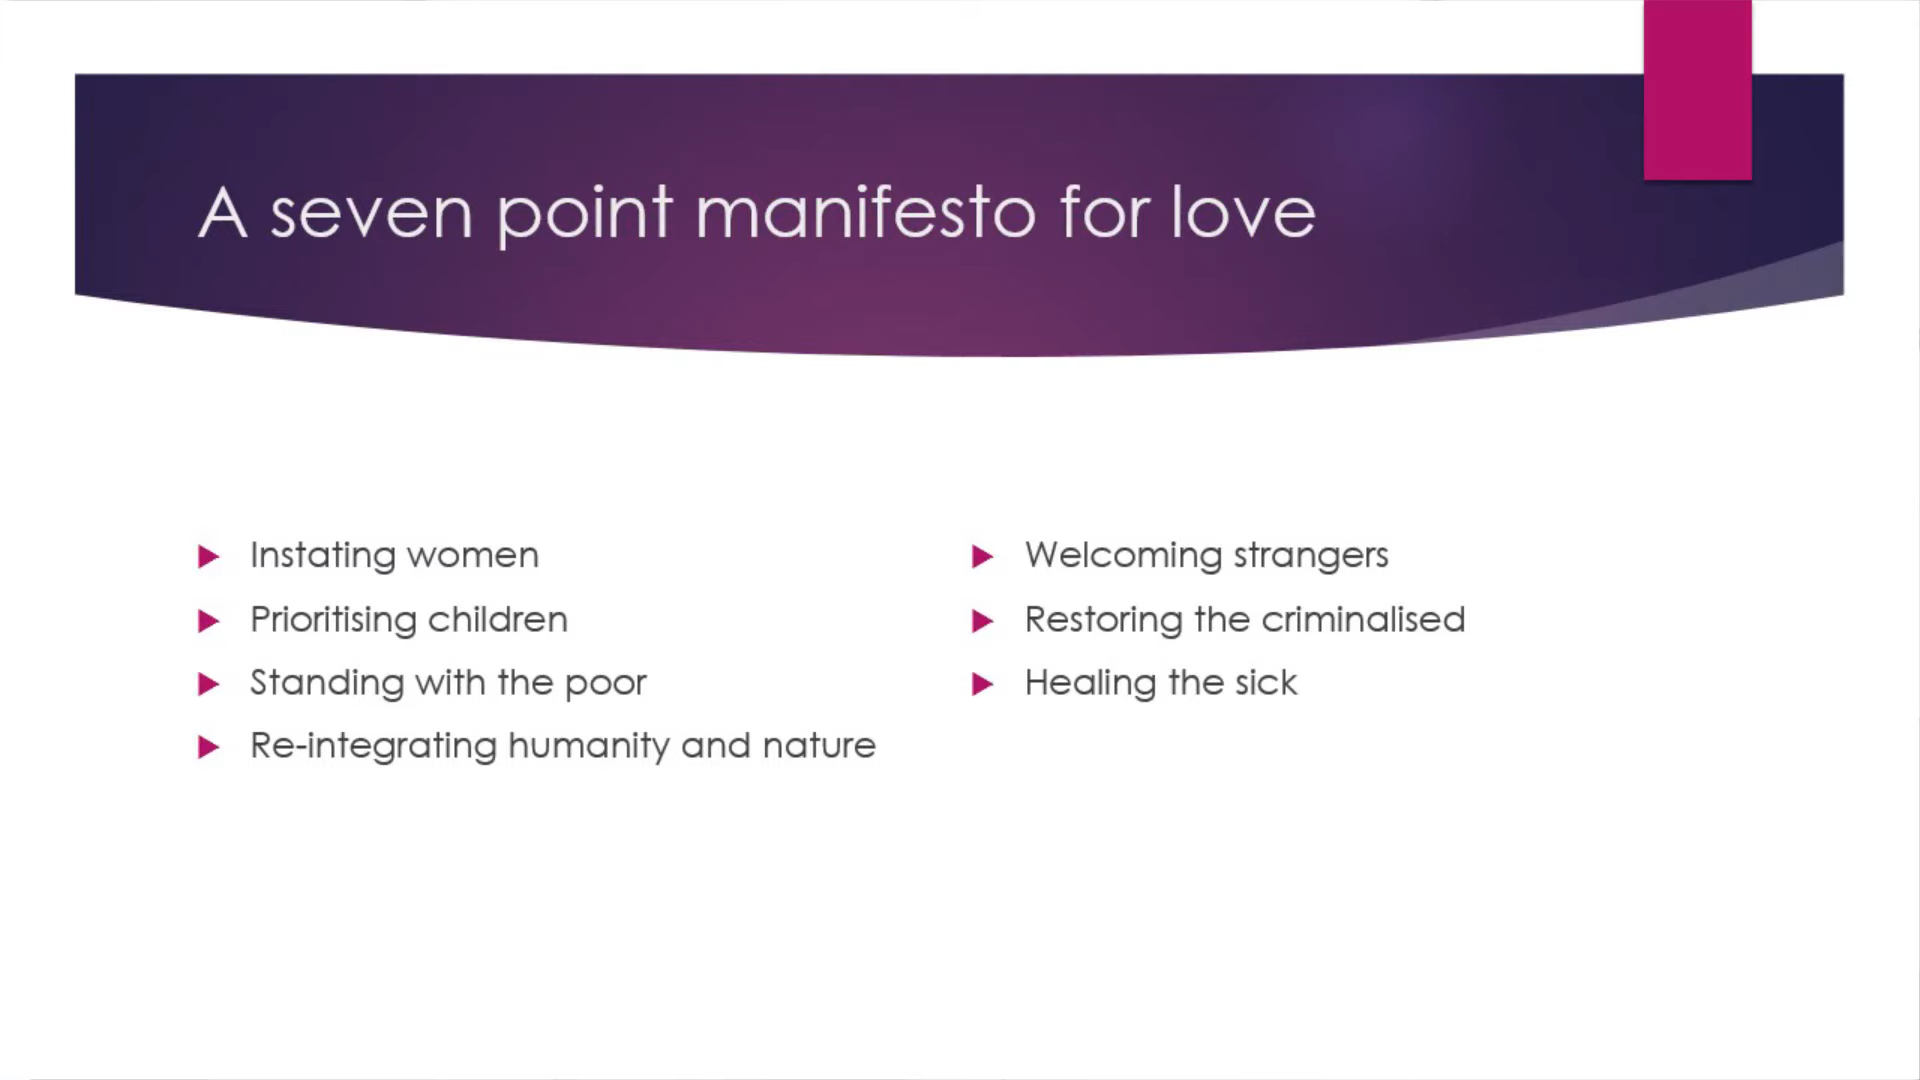 A seven point manifesto for love
Instating women
Prioritising children
Standing with the poor
Re-integrating humanity and nature
Welcoming strangers
Restoring the criminalised
Healing the sick